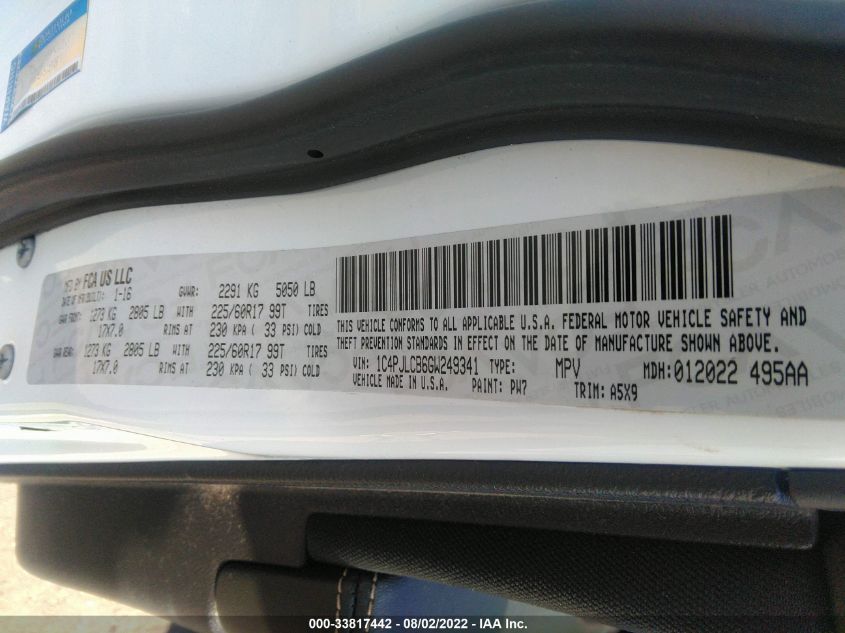 MFD BY FCA US LLC
DATE OF MFR (MILIT.): 1-16 GVWR: 2291 KG 5050 LB
GAWR FRONT: 1273 KG 2805 LB WITH 225/60R17 99T TIRES
17X7.0 RIMS AT 230 KPA ( 33 PSI) COLD
GAWR REAR: 1273 KG 2805 LB WITH 225/60R17 99T TIRES
17X7.0 RIMS AT 230 KPA ( 33 PSI) COLD
THIS VEHICLE CONFORMS TO ALL APPLICABLE U.S.A. FEDERAL MOTOR VEHICLE SAFETY AND
THEFT PREVENTION STANDARDS IN EFFECT ON THE DATE OF MANUFACTURE SHOWN ABOVE.
VIN: 1C4PJLCB6GW249341 TYPE: MPV MDH:012022 495AA
VEHICLE MADE IN U.S.A. PAINT: PW7 TRIM: A5X9
000-33817442 - 08/02/2022 - IAA Inc.